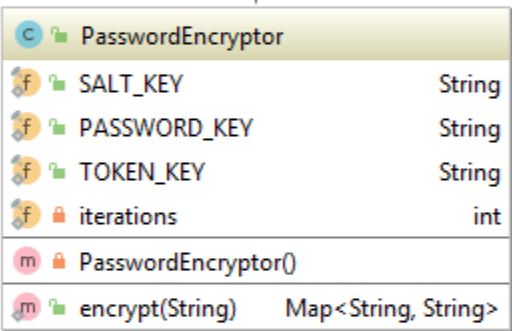 PasswordEncryptor
SALT_KEY String
PASSWORD_KEY String
TOKEN_KEY String
iterations int
PasswordEncryptor()
encrypt(String) Map<String, String>